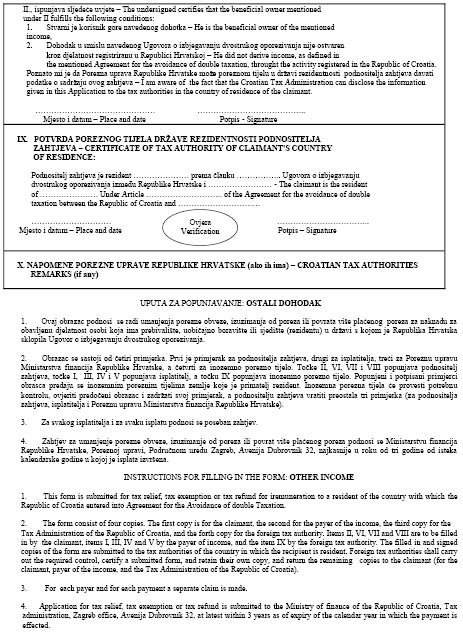 II., ispunjava sljedeće uvjete – The undersigned certifies that the beneficial owner mentioned
under II fulfills the following conditions:
1. Stvarni je korisnik gore navedenog dohotka – He is the beneficial owner of the mentioned
income,
2. Dohodak u smislu navedenog Ugovora o izbjegavanju dvostrukog oporezivanja nije ostvaren
kroz djelatnost registriranu u Republici Hrvatskoj – He did not derive income, as defined in
the mentioned Agreement for the avoidance of double taxation, throught the activity registered in the Republic of Croatia.
Poznato mi je da Porezna uprava Republike Hrvatske može poreznom tijelu u državi rezidentnosti podnositelja zahtjeva davati
podatke o sadržaju ovog zahtjeva – I am aware of the fact that the Croatian Tax Administration can disclose the information
given in this Application to the tax authorities in country of residence of the claimant.
Mjesto i datum – Place and date Potpis - Signature
IX. POTVRDA POREZNOG TIJELA DRŽAVE REZIDENTNOSTI PODNOSITELJA
ZAHTJEVA – CERTIFICATE OF TAX AUTHORITY OF CLAIMANT'S COUNTRY
OF RESIDENCE:
Podnositelj zahtjeva je rezident ………………… prema članku …………….. Ugovora o izbjegavanju
dvostrukog oporezivanja između Republike Hrvatske i …………………… - The claimant is the resident
of …………………. Under Article ………………………….. of the Agreement for the avoidance of double
taxation between the Republic of Croatia and …………………………. .
Ovjera
Verification
Mjesto i datum – Place and date Potpis – Signature
X. NAPOMENE POREZNE UPRAVE REPUBLIKE HRVATSKE (ako ih ima) – CROATIAN TAX AUTHORITIES
REMARKS (if any)
UPUTA ZA POPUNJAVANJE: OSTALI DOHODAK
1. Ovaj obrazac podnosi se radi umanjenja porezne obveze, izuzimanja od poreza ili povrata više plaćenog poreza za naknadu za
obavljenu djelatnost osobi koja ima prebivalište, uobičajeno boravište ili sjedište (rezidentu) u državi s kojom je Republika Hrvatska
sklopila Ugovor o izbjegavanju dvostrukog oporezivanja.
2. Obrazac se sastoji od četiri primjerka. Prvi je primjerak za podnositelja zahtjeva, drugi za isplatitelja, treći za Poreznu upravu
Ministarstva financija Republike Hrvatske, a četvrti za inozemno porezno tijelo. Točke II, VI, VII i VIII popunjava podnositelj
zahtjeva, točke I, III, IV i V popunjava isplatitelj, a točku IX popunjava inozemno porezno tijelo. Popunjeni i potpisani primjerci
obrasca predaju se inozemnim poreznim tijelima zemlje koje je primatelj rezident. Inozemna porezna tijela će provesti potrebnu
kontrolu, ovjeriti predočeni obrazac i zadržati svoj primjerak, a podnositelju zahtjeva vratiti preostala tri primjerka (za podnositelja
zahtjeva, isplatitelja i Poreznu upravu Ministarstva financija Republike Hrvatske).
3. Za svakog isplatitelja i za svaku isplatu podnosi se poseban zahtjev.
4. Zahtjev za umanjenje porezne obveze, izuzimanje od poreza ili povrat više plaćenog poreza podnosi se Ministarstvu financija
Republike Hrvatske, Poreznoj upravi, Područnom uredu Zagreb, Avenija Dubrovnik 32, najkasnije u roku od tri godine od isteka
kalendarske godine u kojoj je isplata izvršena.
INSTRUCTIONS FOR FILLING IN THE FORM: OTHER INCOME
1. This form is submitted for tax relief, tax exemption or tax refund for iremuneration to a resident of the country with which the
Republic of Croatia entered into Agreement for the Avoidance of double Taxation.
2. The form consist of four copies. The first copy is for the claimant, the second for the payer of the income, the third copy for the
Tax Administration of the Republic of Croatia, and the forth copy for the foreign tax authority. Items II, VI, VII and VIII are to be filled
in by the claimant, items I, III, IV and V by the payer of income, and the item IX by the foreign tax authority. The filled in and signed
copies of the form are submitted to the tax authorities of the country in which the recipient is resident. Foreign tax authorities shall carry
out the required control, certify a submitted form, and retain their own copy, and return the remaining copies to the claimant (for the
claimant, payer of the income, and the Tax Administration of the Republic of Croatia).
3. For each payer and for each payment a separate claim is made.
4. Application for tax relief, tax exemption or tax refund is submitted to the Ministry of finance of the Republic of Croatia, Tax
administration, Zagreb office, Avenija Dubrovnik 32, at latest within 3 years as of expiry of the calendar year in which the payment is
effected.